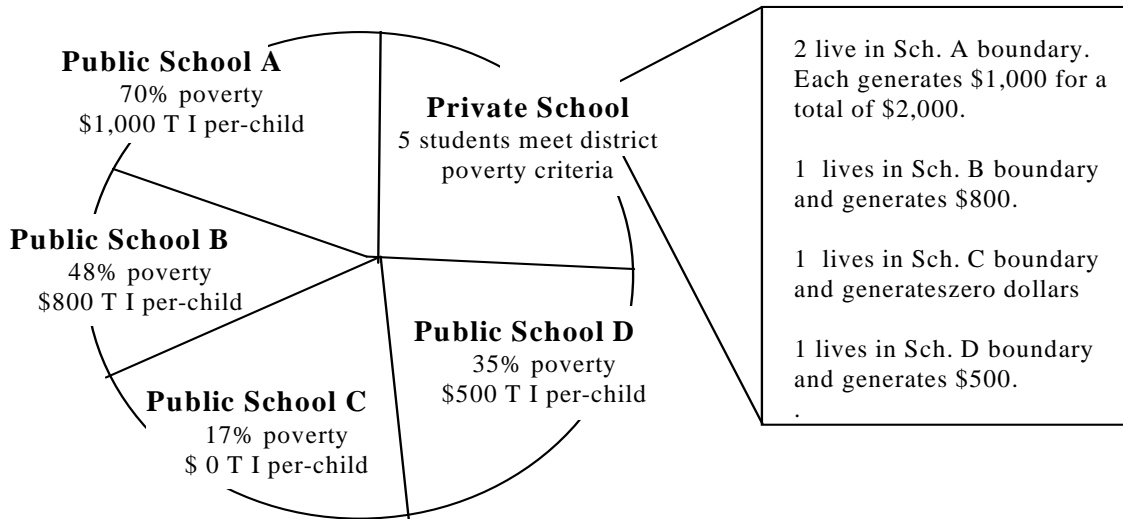 Public School A
70% poverty
$1,000 T I per-child
Private School
5 students meet district
poverty criteria
Public School B
48% poverty
$800 T I per-child
Public School D
35% poverty
$500 T I per-child
Public School C
17% poverty
$ 0 T I per-child
2 live in Sch. A boundary.
Each generates $1,000 for a
total of $2,000.
1 lives in Sch. B boundary
and generates $800.
1 lives in Sch. C boundary
and generateszero dollars
1 lives in Sch. D boundary
and generates $500.
.